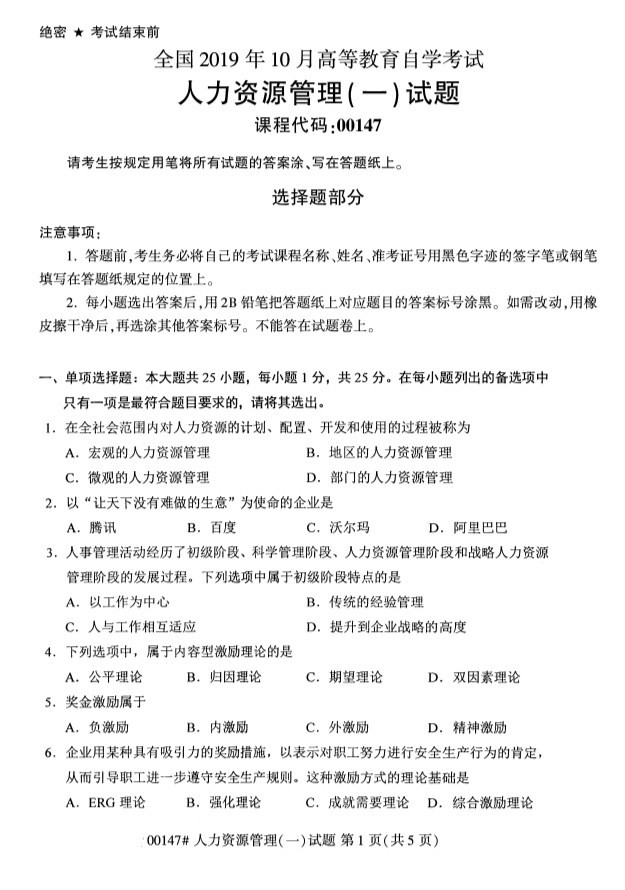 绝密 ★ 考试结束前
全国 2019 年 10 月高等教育自学考试
人力资源管理(一)试题
课程代码:00147
请考生按规定用笔将所有试题的答案涂、写在答题纸上。
选择题部分
注意事项:
1. 答题前,考生务必将自己的考试课程名称、姓名、准考证号用黑色字迹的签字笔或钢笔
填写在答题纸规定的位置上。
2. 每小题选出答案后,用 2B 铅笔把答题纸上对应题目的答案标号涂黑。如需改动,用橡
皮擦干净后,再选涂其他答案标号。不能答在试题卷上。
一、单项选择题:本大题共 25 小题,每小题 1 分,共 25 分。在每小题列出的备选项中
只有一项是最符合题目要求的,请将其选出。
1. 在全社会范围内对人力资源的计划、配置、开发和使用的过程被称为
A. 宏观的人力资源管理 B. 地区的人力资源管理
C. 微观的人力资源管理 D. 部门的人力资源管理
2. 以“让天下没有难做的生意”为使命的企业是
A. 腾讯 B. 百度 C. 沃尔玛 D. 阿里巴巴
3. 人事管理活动经历了初级阶段、科学管理阶段、人力资源管理阶段和战略人力资源
管理阶段的发展过程。下列选项中属于初级阶段特点的是
A. 以工作为中心 B. 传统的经验管理
C. 人与工作相互适应 D. 提升到企业战略的高度
4. 下列选项中,属于内容型激励理论的是
A. 公平理论 B. 归因理论 C. 期望理论 D. 双因素理论
5. 奖金激励属于
A. 负激励 B. 内激励 C. 外激励 D. 精神激励
6. 企业用某种具有吸引力的奖励措施,以表示对职工努力进行安全生产行为的肯定,
从而引导职工进一步遵守安全生产规则。这种激励方式的理论基础是
A. ERG 理论 B. 强化理论 C. 成就需要理论 D. 综合激励理论
00147# 人力资源管理(一)试题 第 1 页(共 5 页)